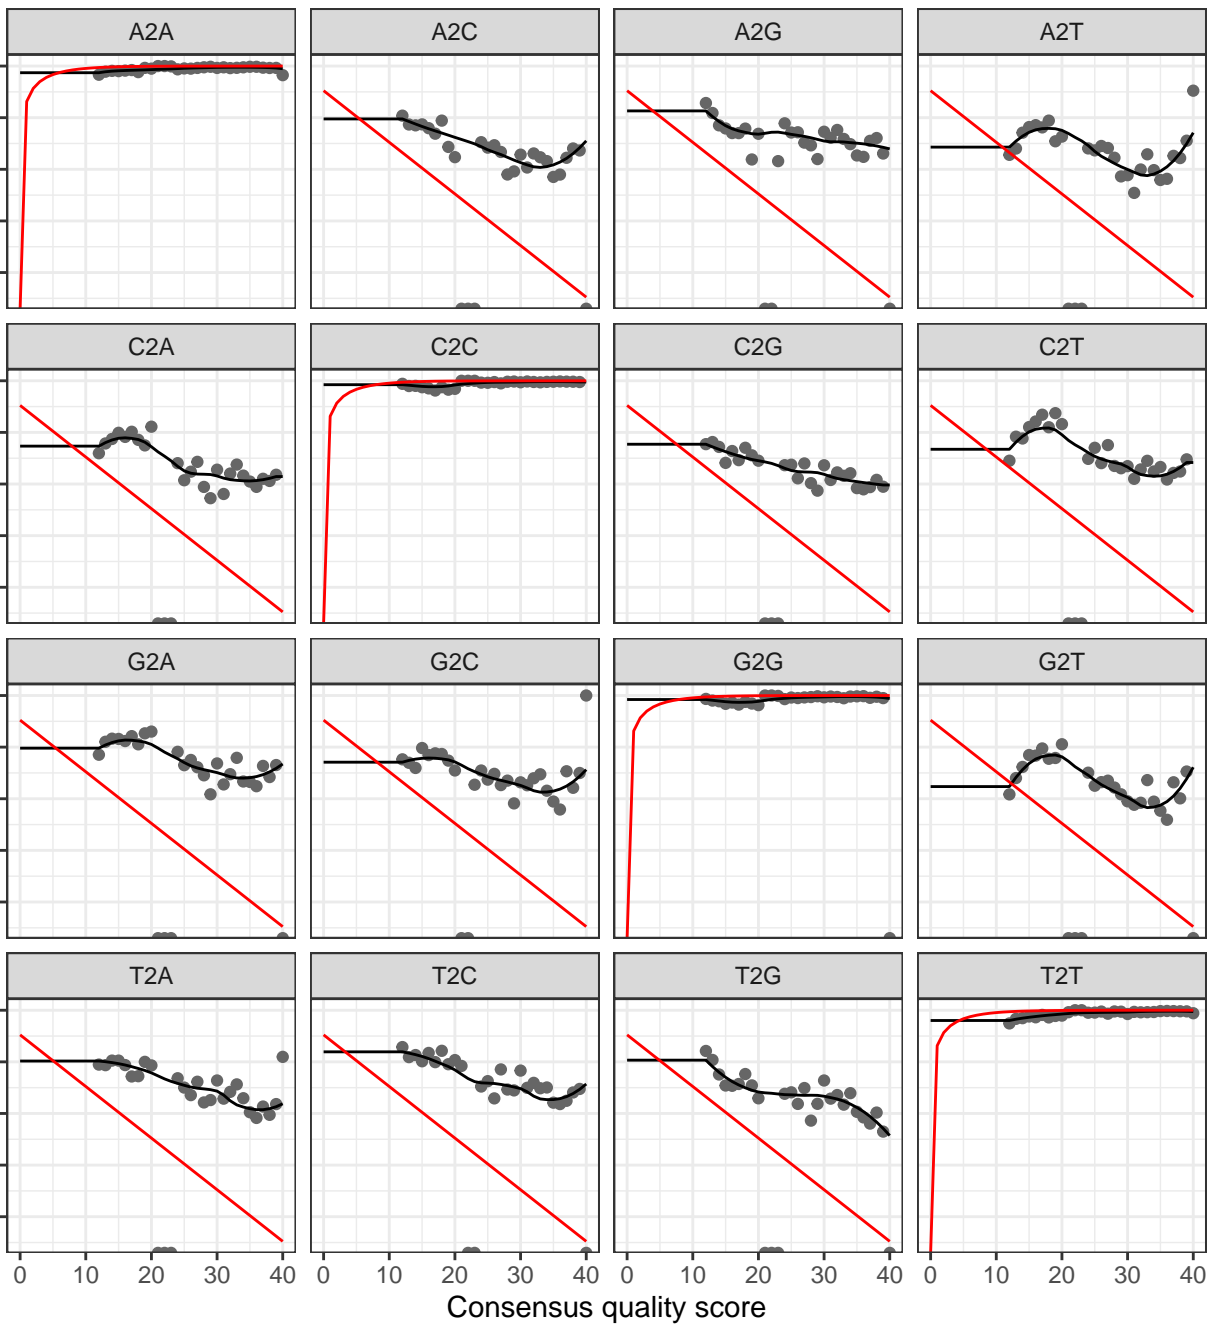 A2A A2C A2G A2T
C2A C2C C2G C2T
G2A G2C G2G G2T
T2A T2C T2G T2T
0 10 20 30 40 0 10 20 30 40 0 10 20 30 40 0 10 20 30 40
Consensus quality score